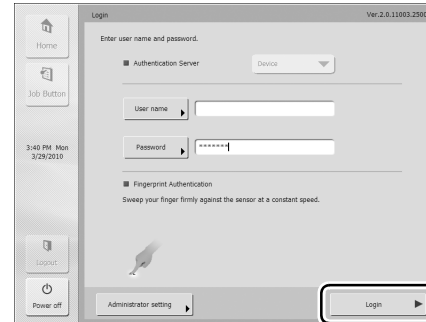 Login
Ver.2.0.11003.2500
Enter user name and password.
Home
Authentication Server
Device
Job Button
User name
3:40 PM Mon
3/29/2010
Password
*******
Fingerprint Authentication
Sweep your finger firmly against the sensor at a constant speed.
Logout
Power off
Administrator setting
Login